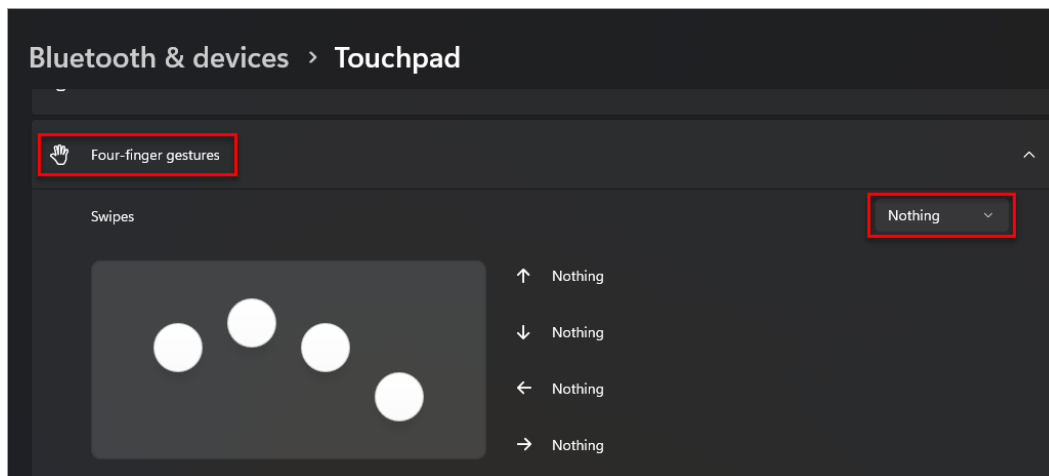 Bluetooth & devices > Touchpad
Four-finger gestures
Swipes Nothing
↑ Nothing
↓ Nothing
← Nothing
→ Nothing